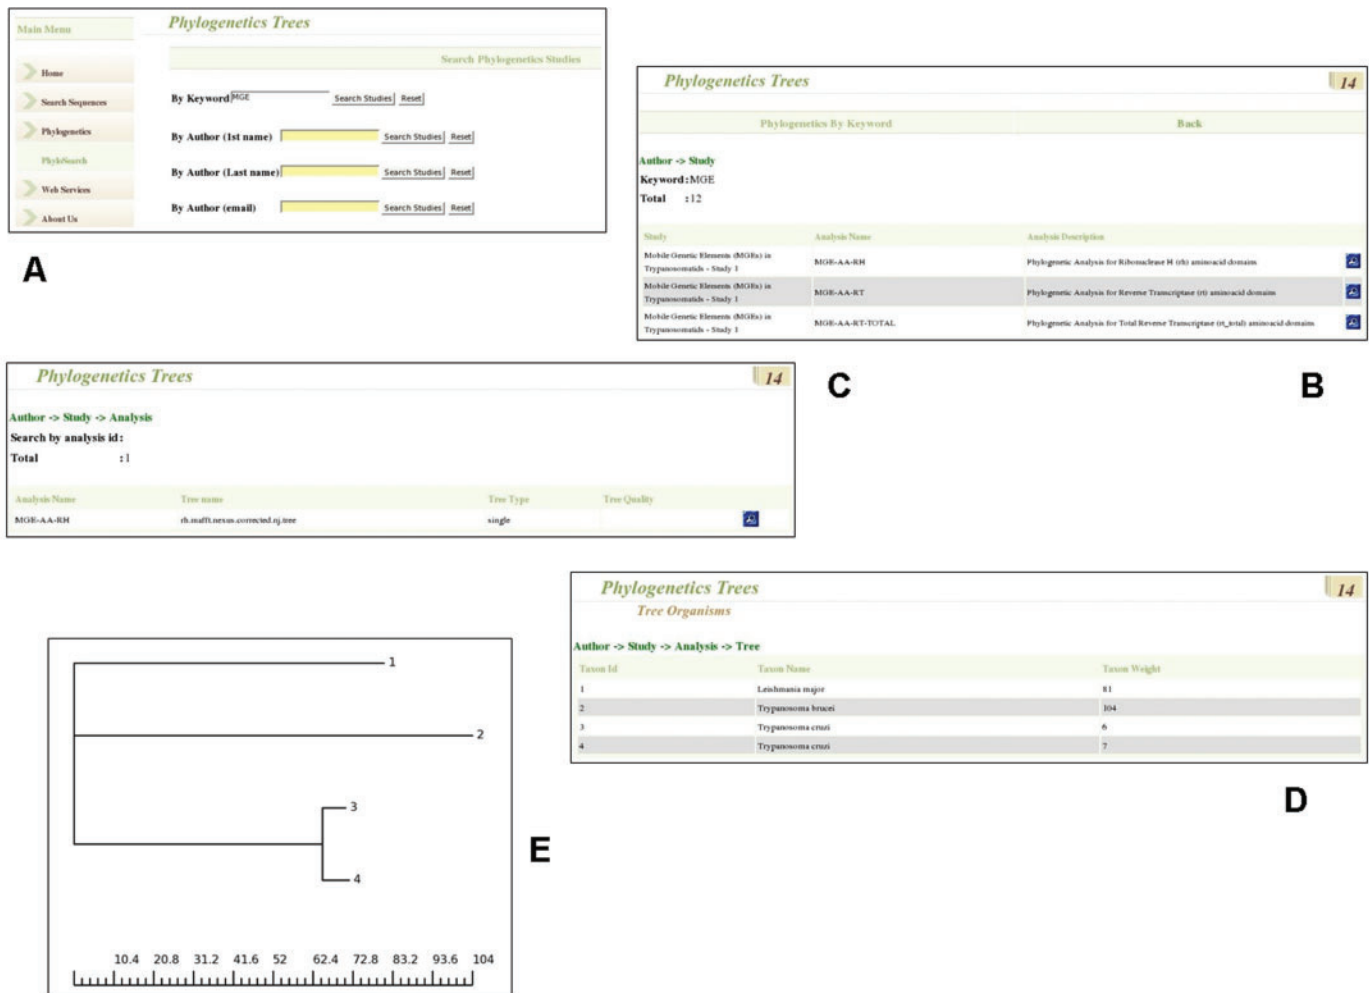 Main Menu
Home
Search Sequences
Phylogenetics
PhyloSearch
Web Services
About Us
Phylogenetics Trees
Search Phylogenetics Studies
By Keyword MGE Search Studies Reset
By Author (1st name) Search Studies Reset
By Author (Last name) Search Studies Reset
By Author (email) Search Studies Reset
A
Phylogenetics Trees 14
Phylogenetics By Keyword Back
Author -> Study
Keyword:MGE
Total :12
Study Analysis Name Analysis Description
Mobile Genetic Elements (MGEs) in
Trypanosomatids - Study 1
MGE-AA-RH Phylogenetic Analysis for Ribonuclease H (rh) aminoacid domains
Mobile Genetic Elements (MGEs) in
Trypanosomatids - Study 1
MGE-AA-RT Phylogenetic Analysis for Reverse Transcriptase (rt) aminoacid domains
Mobile Genetic Elements (MGEs) in
Trypanosomatids - Study 1
MGE-AA-RT-TOTAL Phylogenetic Analysis for Total Reverse Transcriptase (rt_total) aminoacid domains
B
Phylogenetics Trees 14
Author -> Study -> Analysis
Search by analysis id:
Total :1
Analysis Name Tree name Tree Type Tree Quality
MGE-AA-RH rh.mafft.nexus.corrected.nj.tree single
C
Phylogenetics Trees 14
Tree Organisms
Author -> Study -> Analysis -> Tree
Taxon Id Taxon Name Taxon Weight
1 Leishmania major 81
2 Trypanosoma brucei 104
3 Trypanosoma cruzi 6
4 Trypanosoma cruzi 7
D
1
2
3
4
10.4 20.8 31.2 41.6 52 62.4 72.8 83.2 93.6 104
E